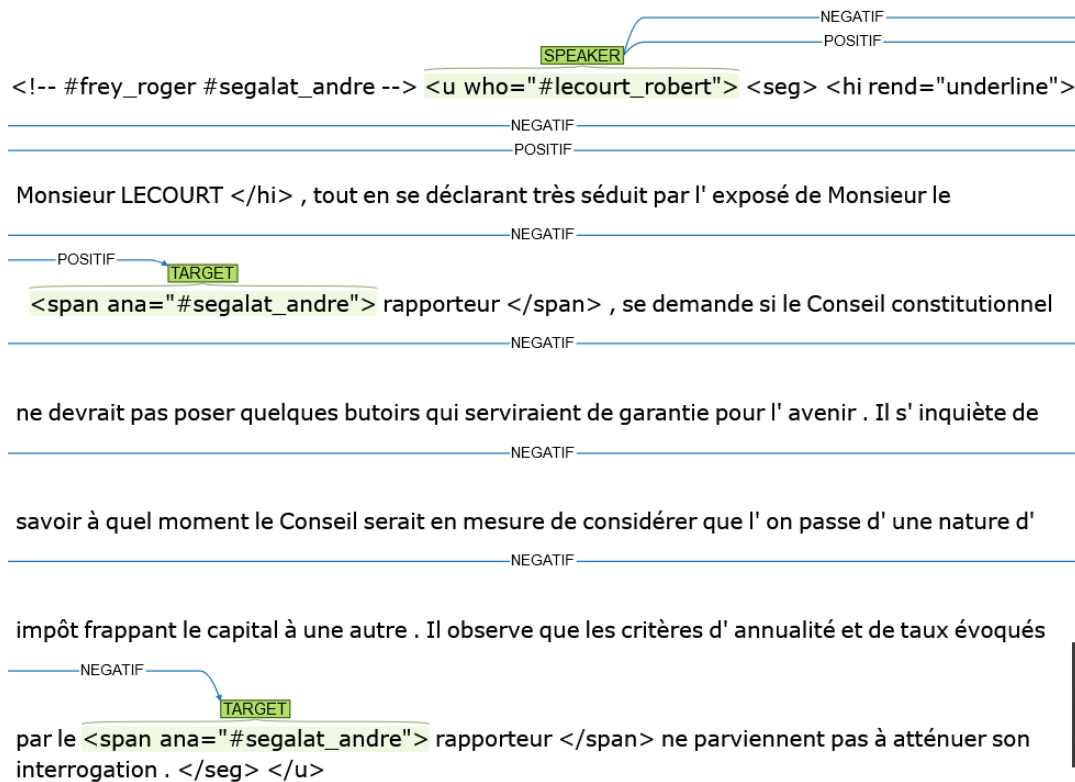 NEGATIF
POSITIF
SPEAKER
<!-- #frey_roger #segalat_andre --> <u who="#lecourt_robert"> <seg> <hi rend="underline">
NEGATIF
POSITIF
Monsieur LECOURT </hi> , tout en se déclarant très séduit par l' exposé de Monsieur le
NEGATIF
POSITIF
TARGET
<span ana="#segalat_andre"> rapporteur </span> , se demande si le Conseil constitutionnel
NEGATIF
ne devrait pas poser quelques butoirs qui serviraient de garantie pour l' avenir . Il s' inquiète de
NEGATIF
savoir à quel moment le Conseil serait en mesure de considérer que l' on passe d' une nature d'
NEGATIF
impôt frappant le capital à une autre . Il observe que les critères d' annualité et de taux évoqués
NEGATIF
TARGET
par le <span ana="#segalat_andre"> rapporteur </span> ne parviennent pas à atténuer son
interrogation . </seg> </u>